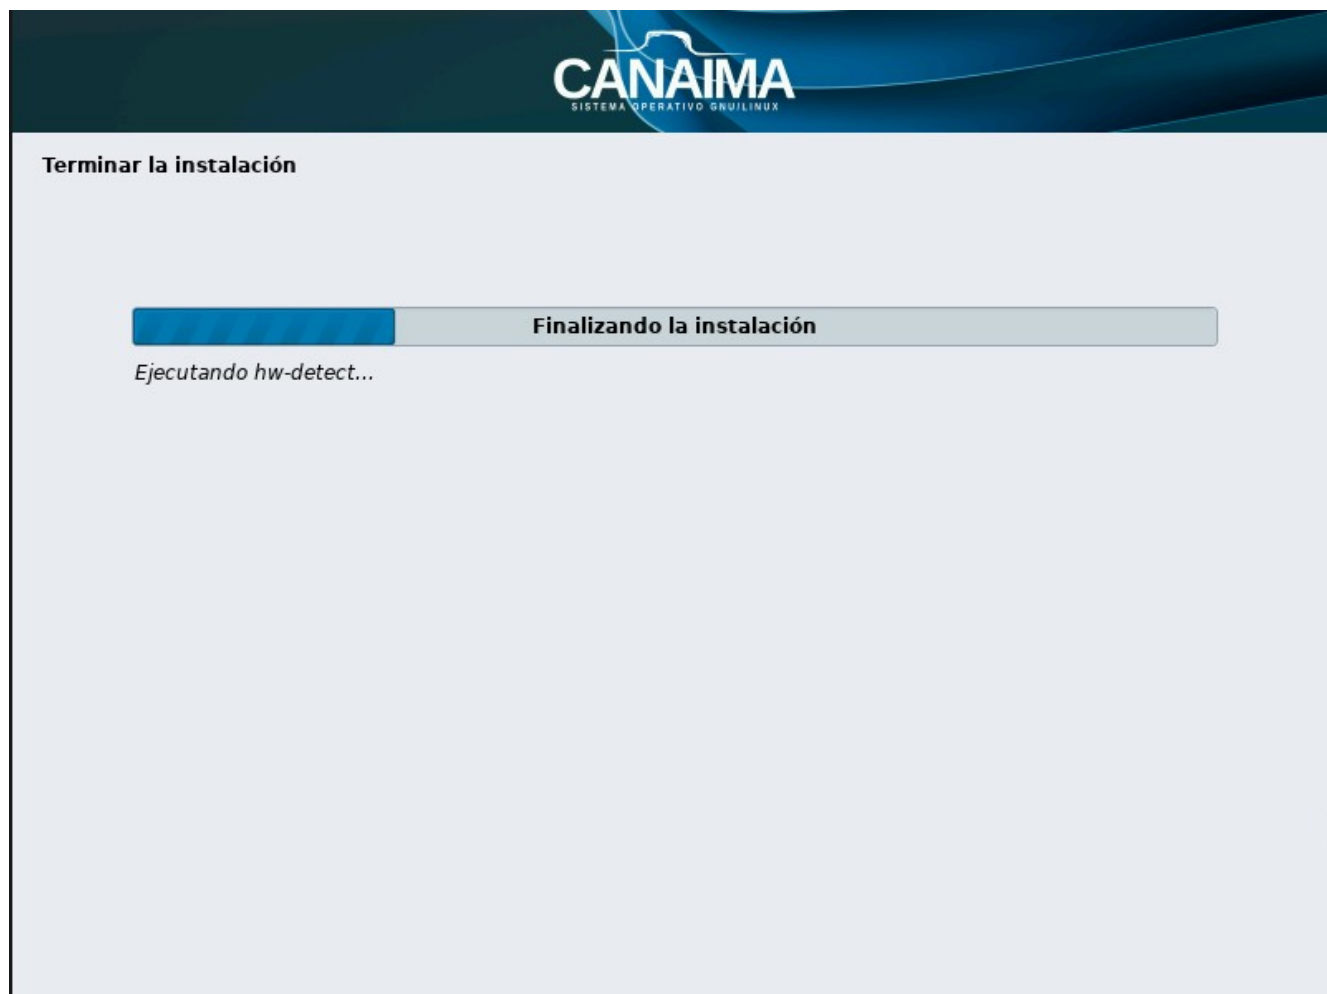 CANAIMA
SISTEMA OPERATIVO GNU/LINUX
Terminar la instalación
Finalizando la instalación
Ejecutando hw-detect...